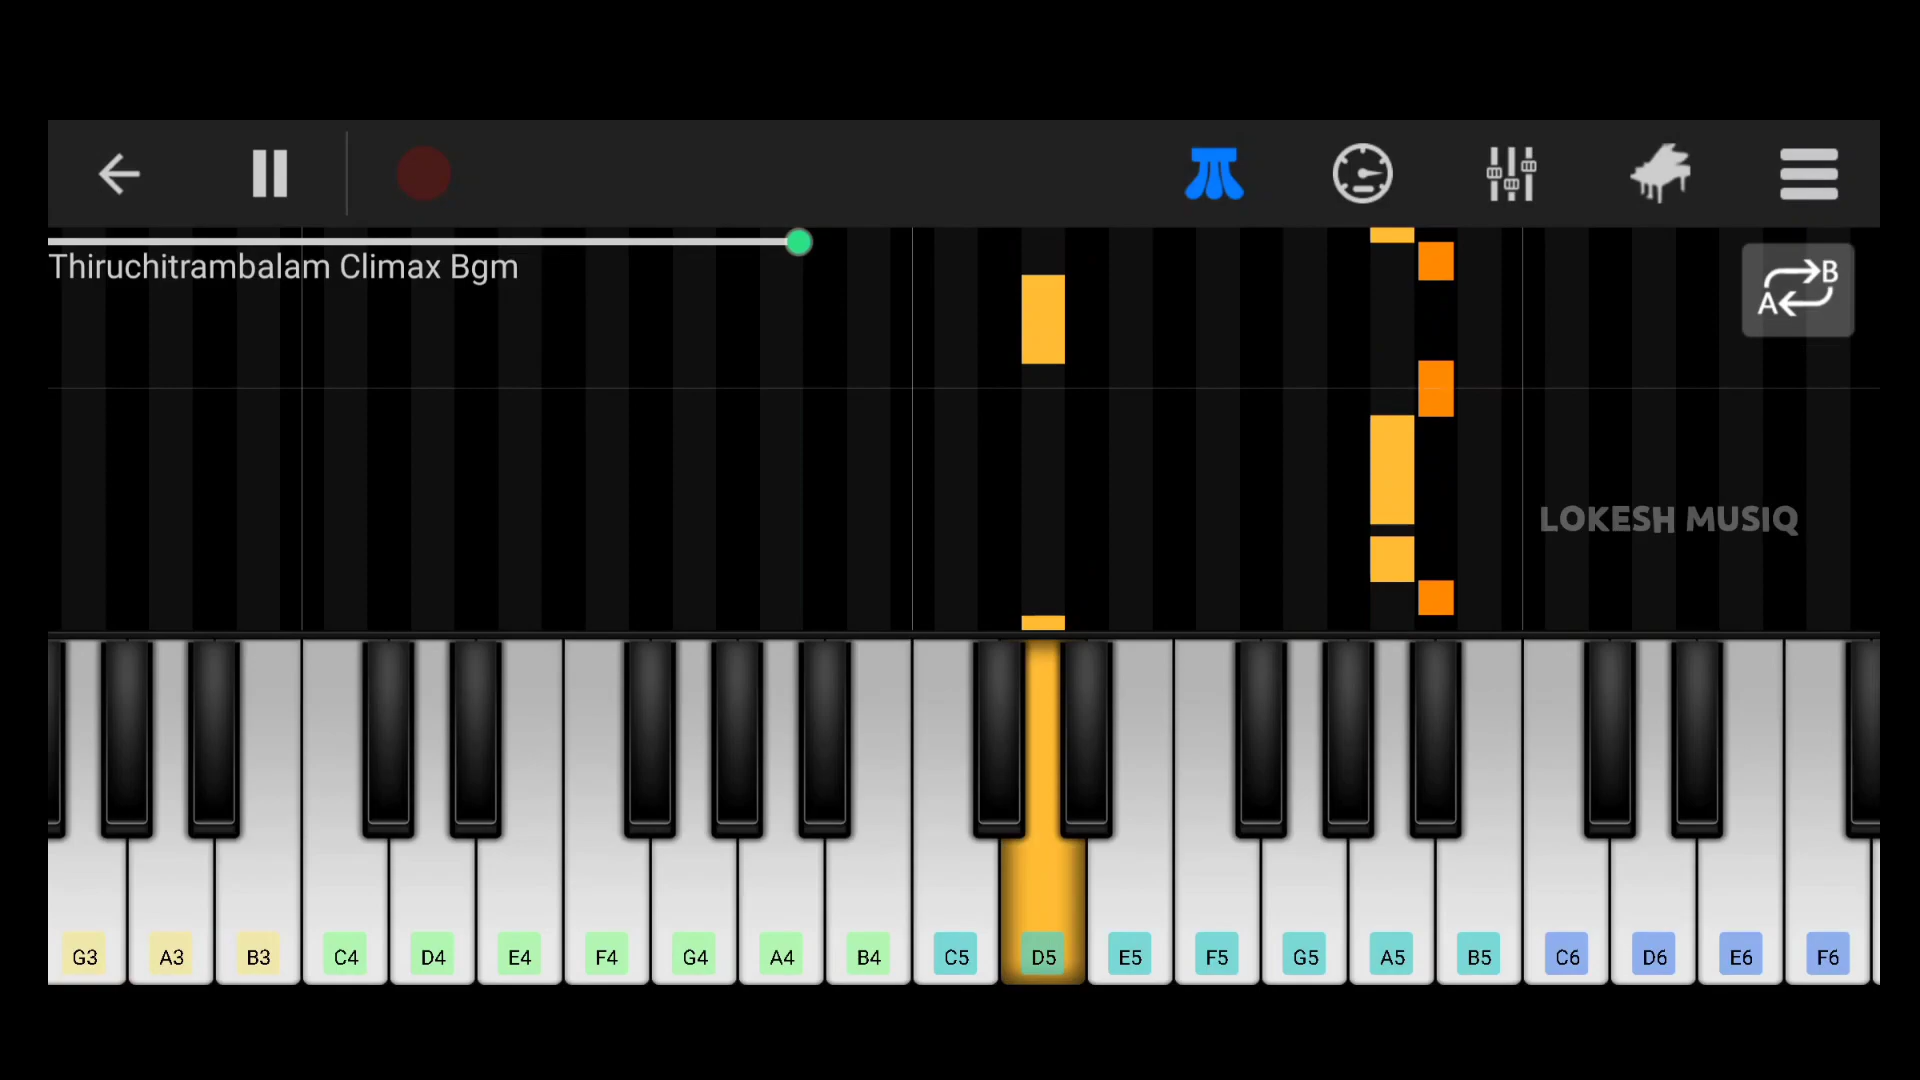 Thiruchitrambalam Climax Bgm
A B
LOKESH MUSIQ
G3 A3 B3 C4 D4 E4 F4 G4 A4 B4 C5 D5 E5 F5 G5 A5 B5 C6 D6 E6 F6